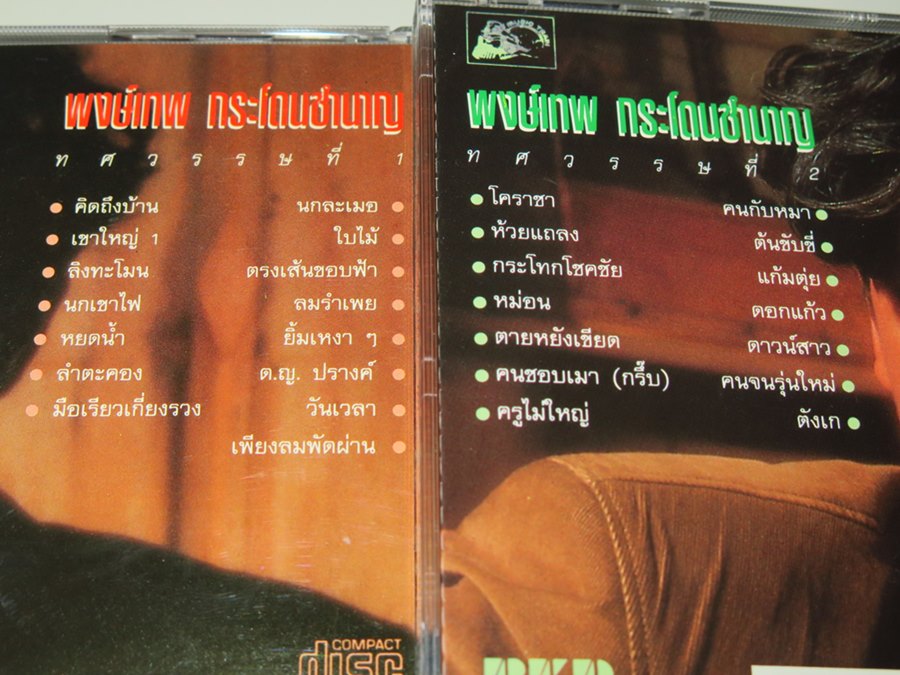 พงษ์เทพ กระโดนชำนาญ
ทศวรรษที่ 1
คิดถึงบ้าน
เขาใหญ่ 1
ลิงทะโมน
นกเขาไฟ
หยดน้ำ
ลำตะคอง
มือเรียวเกี่ยงรวง
นกละเมอ
ใบไม้
ตรงเส้นขอบฟ้า
ลมรำเพย
ยิ้มเหงา ๆ
ด.ญ. ปรางค์
วันเวลา
เพียงลมพัดผ่าน
COMPACT
disc
พงษ์เทพ กระโดนชำนาญ
ทศวรรษที่ 2
โคราชา
ห้วยแถลง
กระโทกโชคชัย
หม่อน
ตายหยังเขียด
คนชอบเมา (กรึ๊บ)
ครูไม่ใหญ่
คนกับหมา
ต้นขับขี่
แก้มตุ่ย
ดอกแก้ว
ดาวน์สาว
คนจนรุ่นใหม่
ตังเก